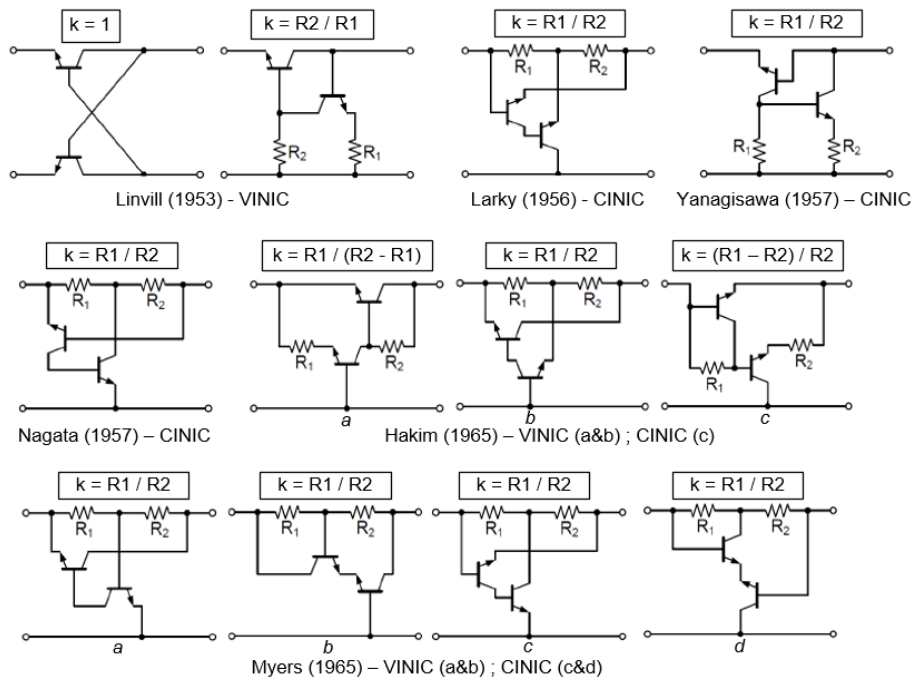 k = 1
k = R2 / R1
k = R1 / R2
k = R1 / R2
R2
R1
R1
R2
R1
R2
Linvill (1953) - VINIC
Larky (1956) - CINIC
Yanagisawa (1957) – CINIC
k = R1 / R2
k = R1 / (R2 - R1)
k = R1 / R2
k = (R1 – R2) / R2
R1
R2
R1
R2
R1
R2
R1
R2
a
b
c
Nagata (1957) – CINIC
Hakim (1965) – VINIC (a&b) ; CINIC (c)
k = R1 / R2
k = R1 / R2
k = R1 / R2
k = R1 / R2
R1
R2
R1
R2
R1
R2
R1
R2
a
b
c
d
Myers (1965) – VINIC (a&b) ; CINIC (c&d)